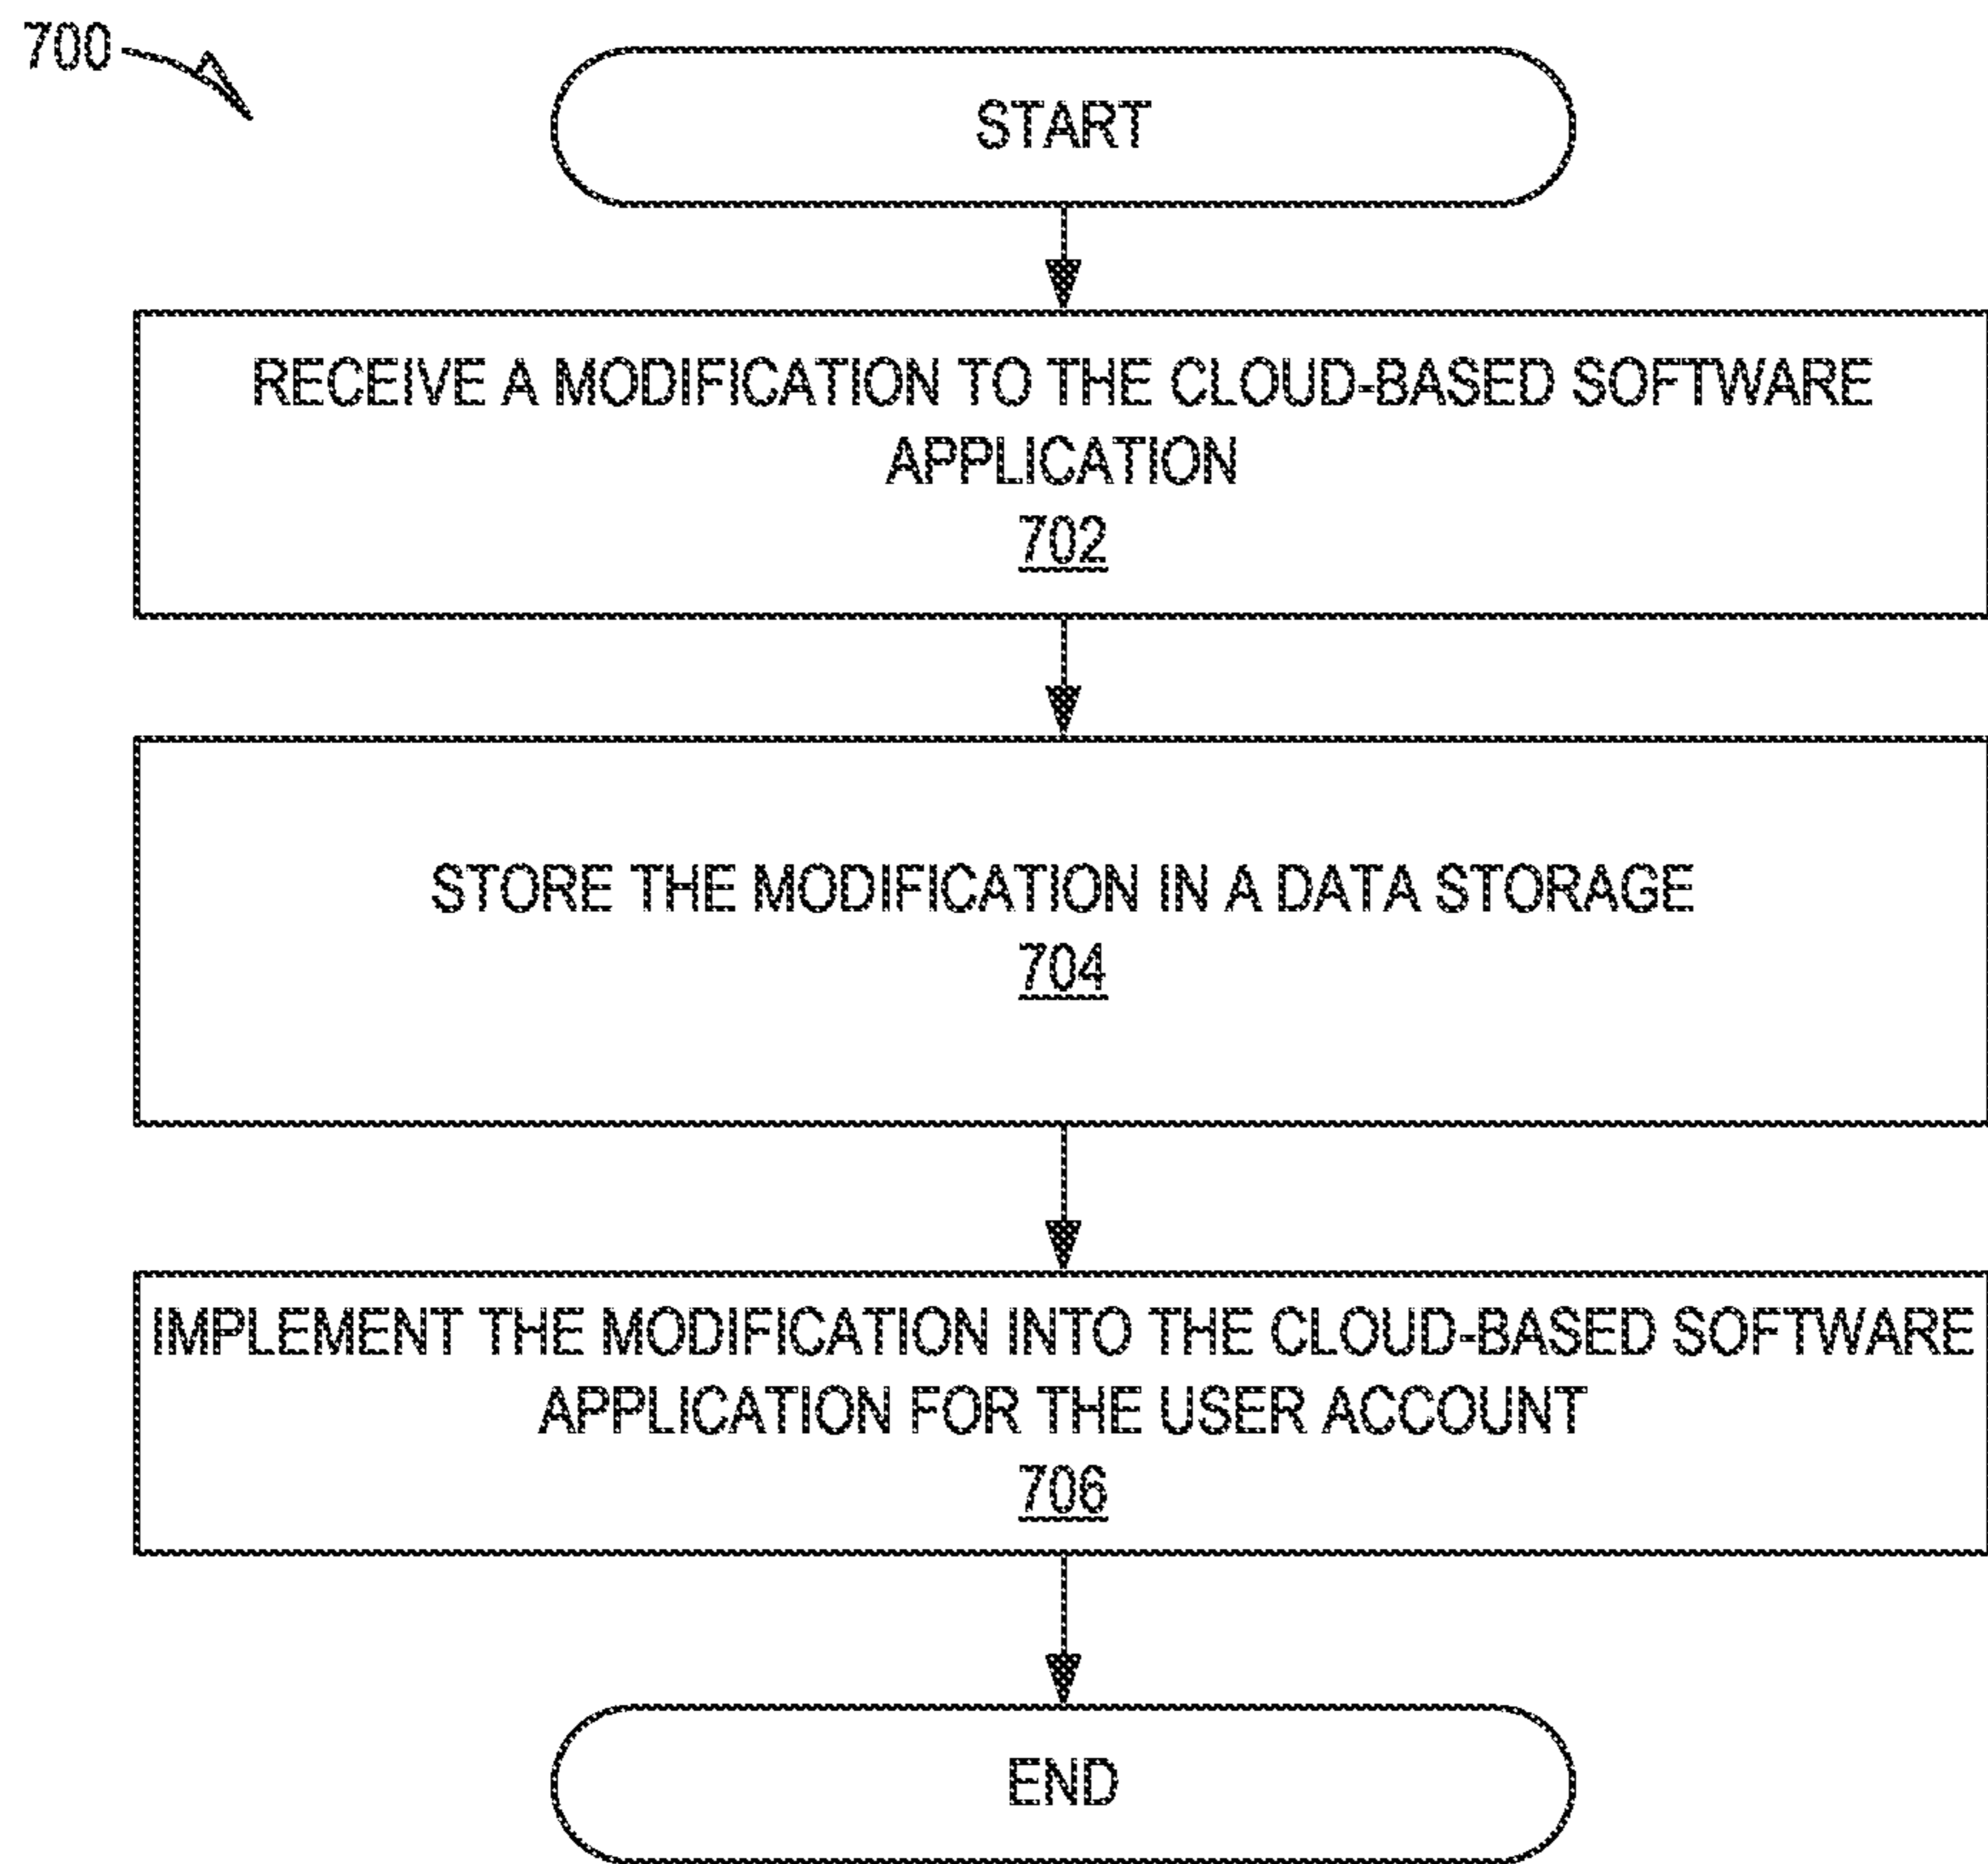 700
START
RECEIVE A MODIFICATION TO THE CLOUD-BASED SOFTWARE
APPLICATION
702
STORE THE MODIFICATION IN A DATA STORAGE
704
IMPLEMENT THE MODIFICATION INTO THE CLOUD-BASED SOFTWARE
APPLICATION FOR THE USER ACCOUNT
706
END